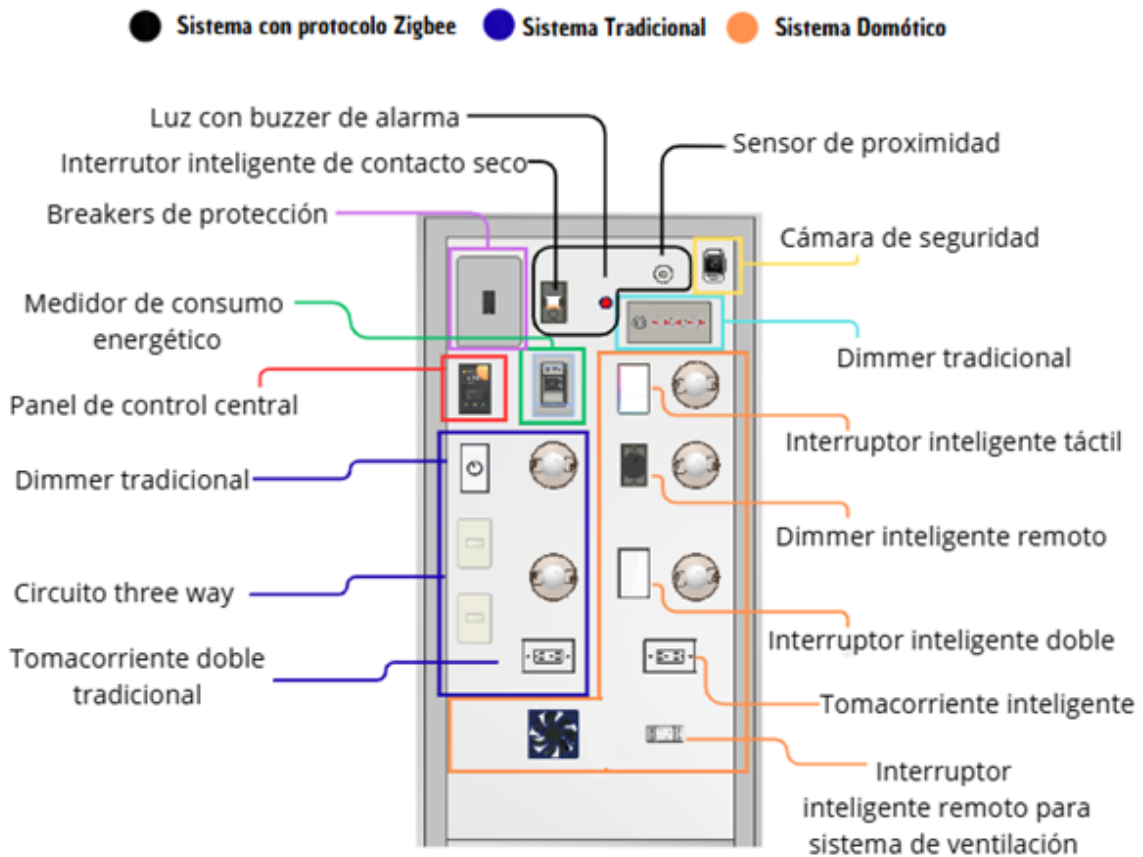 Sistema con protocolo Zigbee
Sistema Tradicional
Sistema Domótico
Luz con buzzer de alarma
Interrutor inteligente de contacto seco
Breakers de protección
Medidor de consumo
energético
Panel de control central
Dimmer tradicional
Circuito three way
Tomacorriente doble
tradicional
Sensor de proximidad
Cámara de seguridad
Dimmer tradicional
Interruptor inteligente táctil
Dimmer inteligente remoto
Interruptor inteligente doble
Tomacorriente inteligente
Interruptor
inteligente remoto para
sistema de ventilación